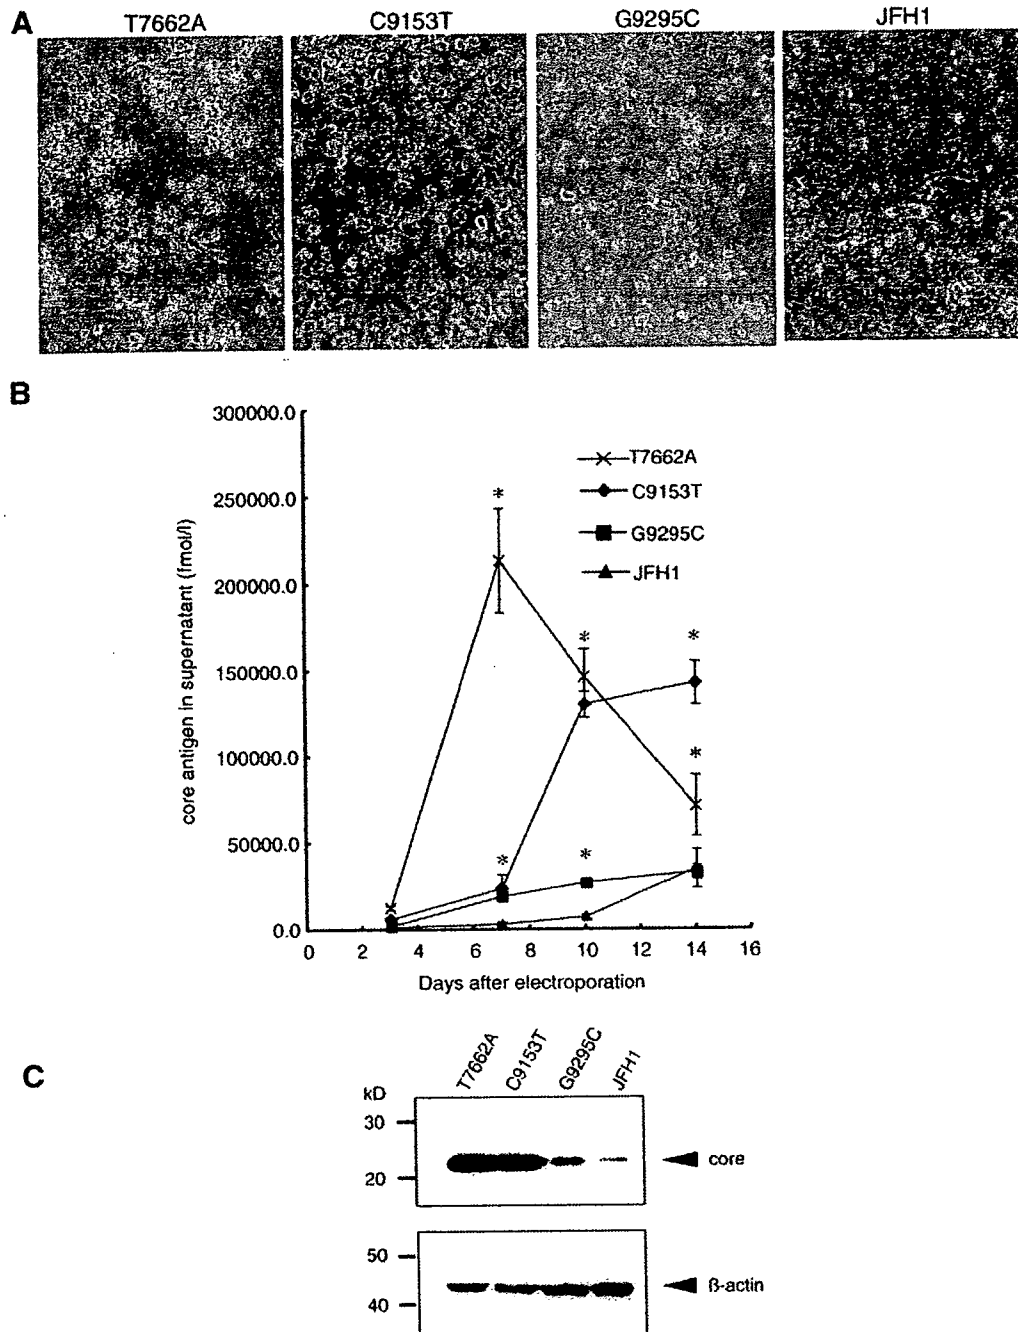 A
T7662A C9153T G9295C JFH1
B
300000.0
250000.0
200000.0
150000.0
100000.0
50000.0
0.0
core antigen in supernatant (fmol/l)
T7662A
C9153T
G9295C
JFH1
*
*
*
*
*
*
0 2 4 6 8 10 12 14 16
Days after electroporation
C
T7662A C9153T G9295C JFH1
kD
30
20
core
50
40
ß-actin